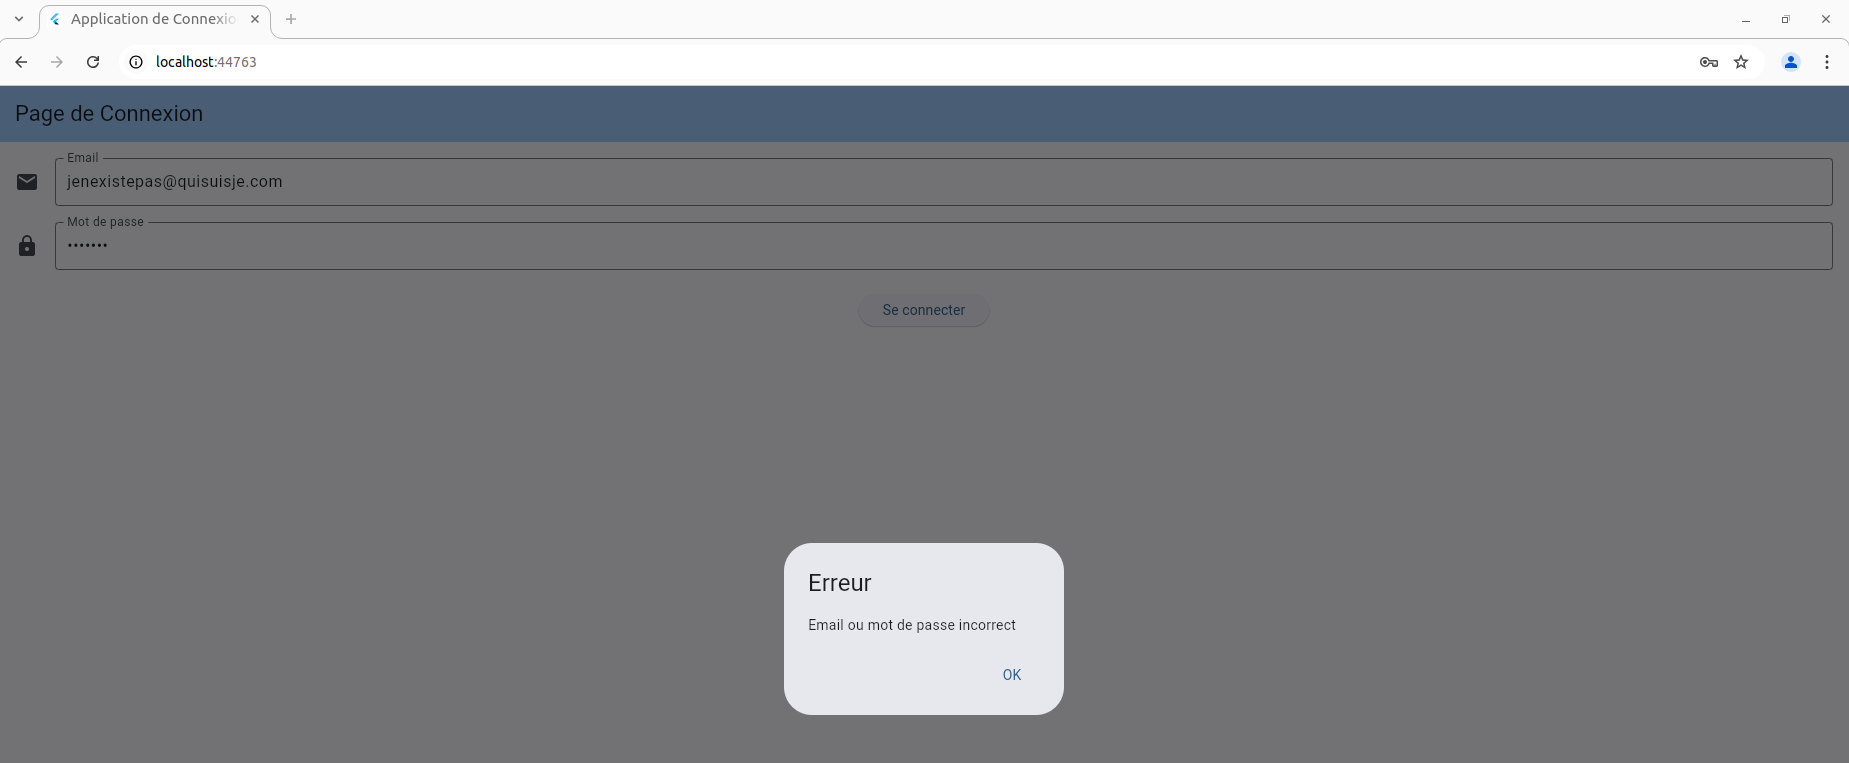 Application de Connexio
localhost:44763
Page de Connexion
Email
jenexistepas@quisuisje.com
Mot de passe
•••••••
Se connecter
Erreur
Email ou mot de passe incorrect
OK